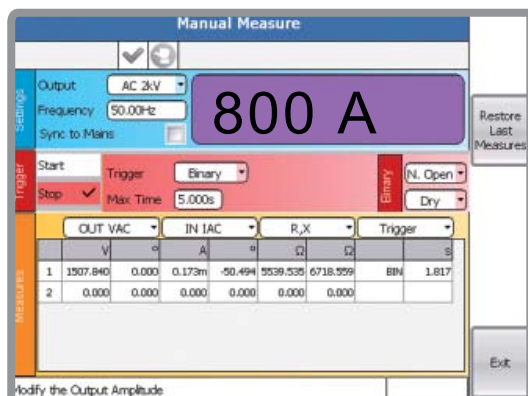 Manual Measure
Settings
Output AC 2kV
Frequency 50.00Hz
Sync to Mains
800 A
Restore Last Measures
Trigger
Start
Stop
Trigger Binary
Max Time 5.000s
Binary
N. Open
Dry
Measures
OUT VAC IN IAC R,X Trigger
V ° A ° Ω Ω s
1 1507.840 0.000 0.173m -50.494 5539.535 6718.559 BIN 1.817
2 0.000 0.000 0.000 0.000 0.000 0.000
Exit
Modify the Output Amplitude